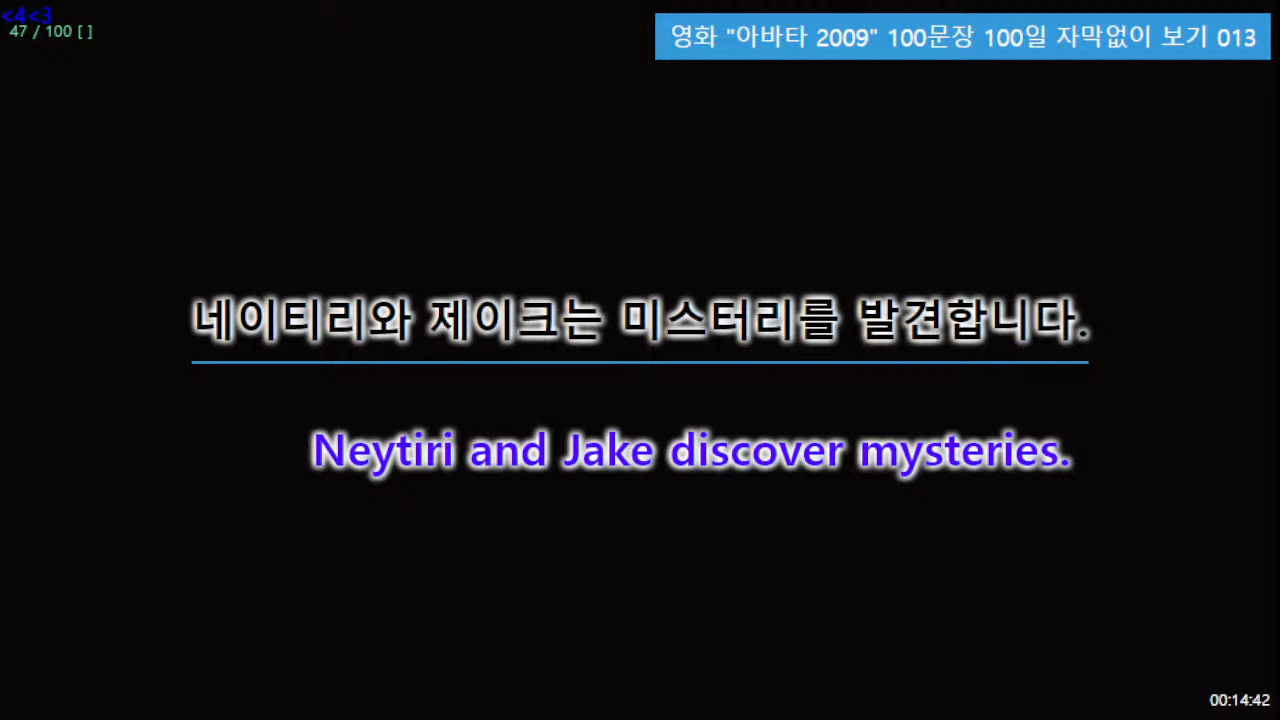 <4<3
47 / 100 [ ]
영화 "아바타 2009" 100문장 100일 자막없이 보기 013
네이티리와 제이크는 미스터리를 발견합니다.
Neytiri and Jake discover mysteries.
00:14:42